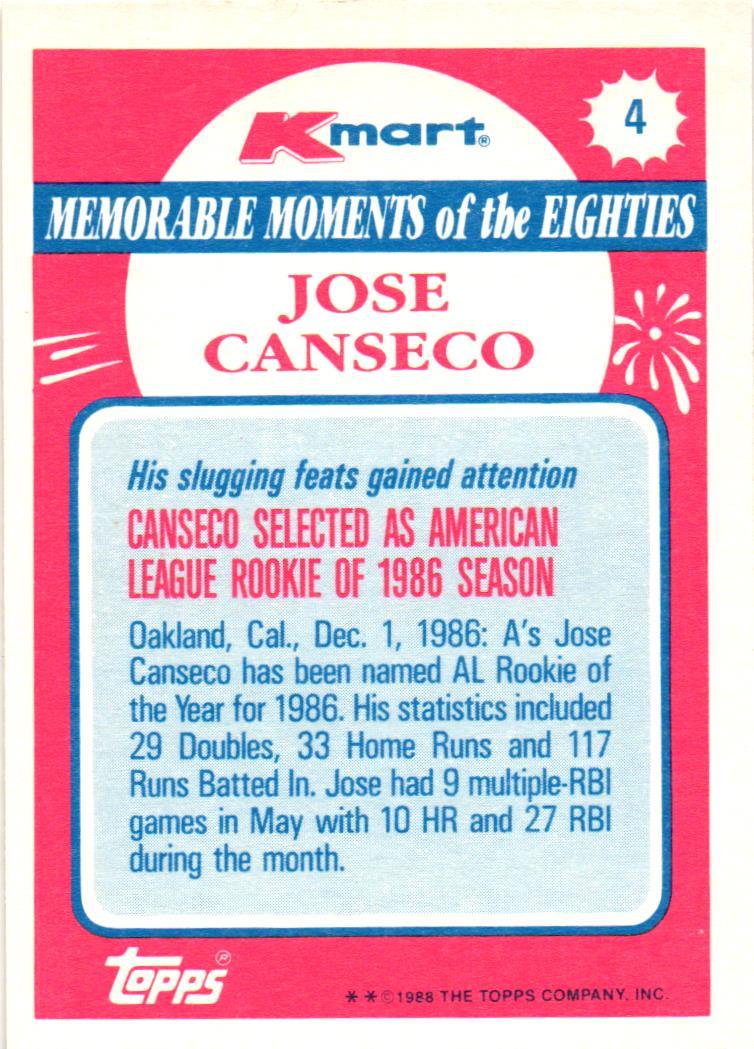 Kmart®
4
MEMORABLE MOMENTS of the EIGHTIES
JOSE
CANSECO
His slugging feats gained attention
CANSECO SELECTED AS AMERICAN
LEAGUE ROOKIE OF 1986 SEASON
Oakland, Cal., Dec. 1, 1986: A's Jose
Canseco has been named AL Rookie of
the Year for 1986. His statistics included
29 Doubles, 33 Home Runs and 117
Runs Batted In. Jose had 9 multiple-RBI
games in May with 10 HR and 27 RBI
during the month.
topps®
**©1988 THE TOPPS COMPANY, INC.